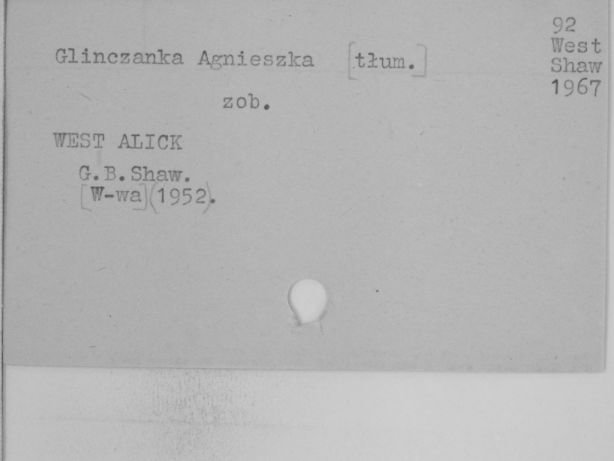 92
West
Shaw
1967
Glinczanka Agnieszka [tłum.]
zob.
WEST ALICK
G.B.Shaw.
[W-wa](1952).